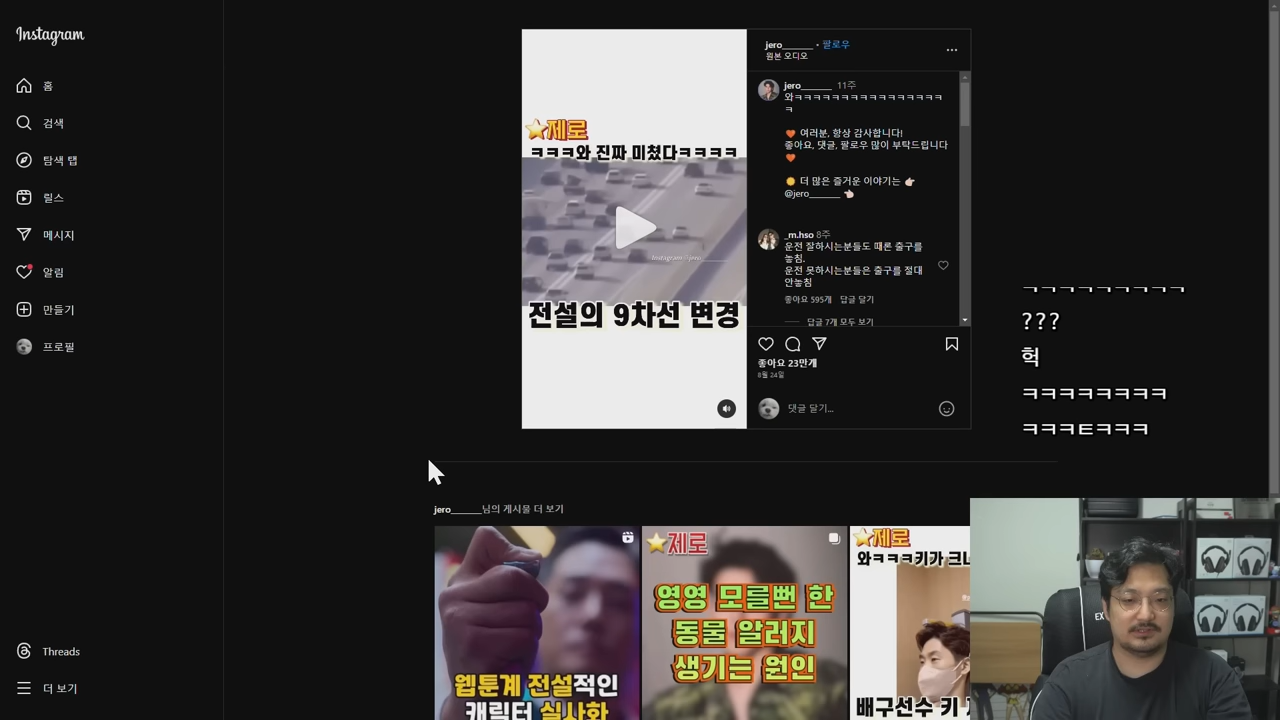 Instagram
홈
검색
탐색 탭
릴스
메시지
알림
만들기
프로필
Threads
더 보기
⭐제로
ㅋㅋㅋ와 진짜 미쳤다ㅋㅋㅋㅋ
전설의 9차선 변경
jero______ • 팔로우
원본 오디오
jero______ 11주
와ㅋㅋㅋㅋㅋㅋㅋㅋㅋㅋㅋㅋㅋㅋㅋㅋ
ㅋ
여러분, 항상 감사합니다!
좋아요, 댓글, 팔로우 많이 부탁드립니다
더 많은 즐거운 이야기는 👉🏻
@jero______ 👈🏻
_m.hso 8주
운전 잘하시는분들도 때론 출구를
놓침.
운전 못하시는분들은 출구를 절대
안놓침
좋아요 595개 답글 달기
답글 7개 모두 보기
좋아요 23만개
8월 24일
댓글 달기...
ㅋㅋㅋㅋㅋㅋㅋㅋㅋ
???
헉
ㅋㅋㅋㅋㅋㅋㅋㅋ
ㅋㅋㅋㅌㅋㅋㅋ
jero______님의 게시물 더 보기
웹툰계 전설적인
캐릭터 실사화
⭐제로
영영 모를뻔 한
동물 알러지
생기는 원인
⭐제로
와ㅋㅋㅋ키가 크니
배구선수 키
EX